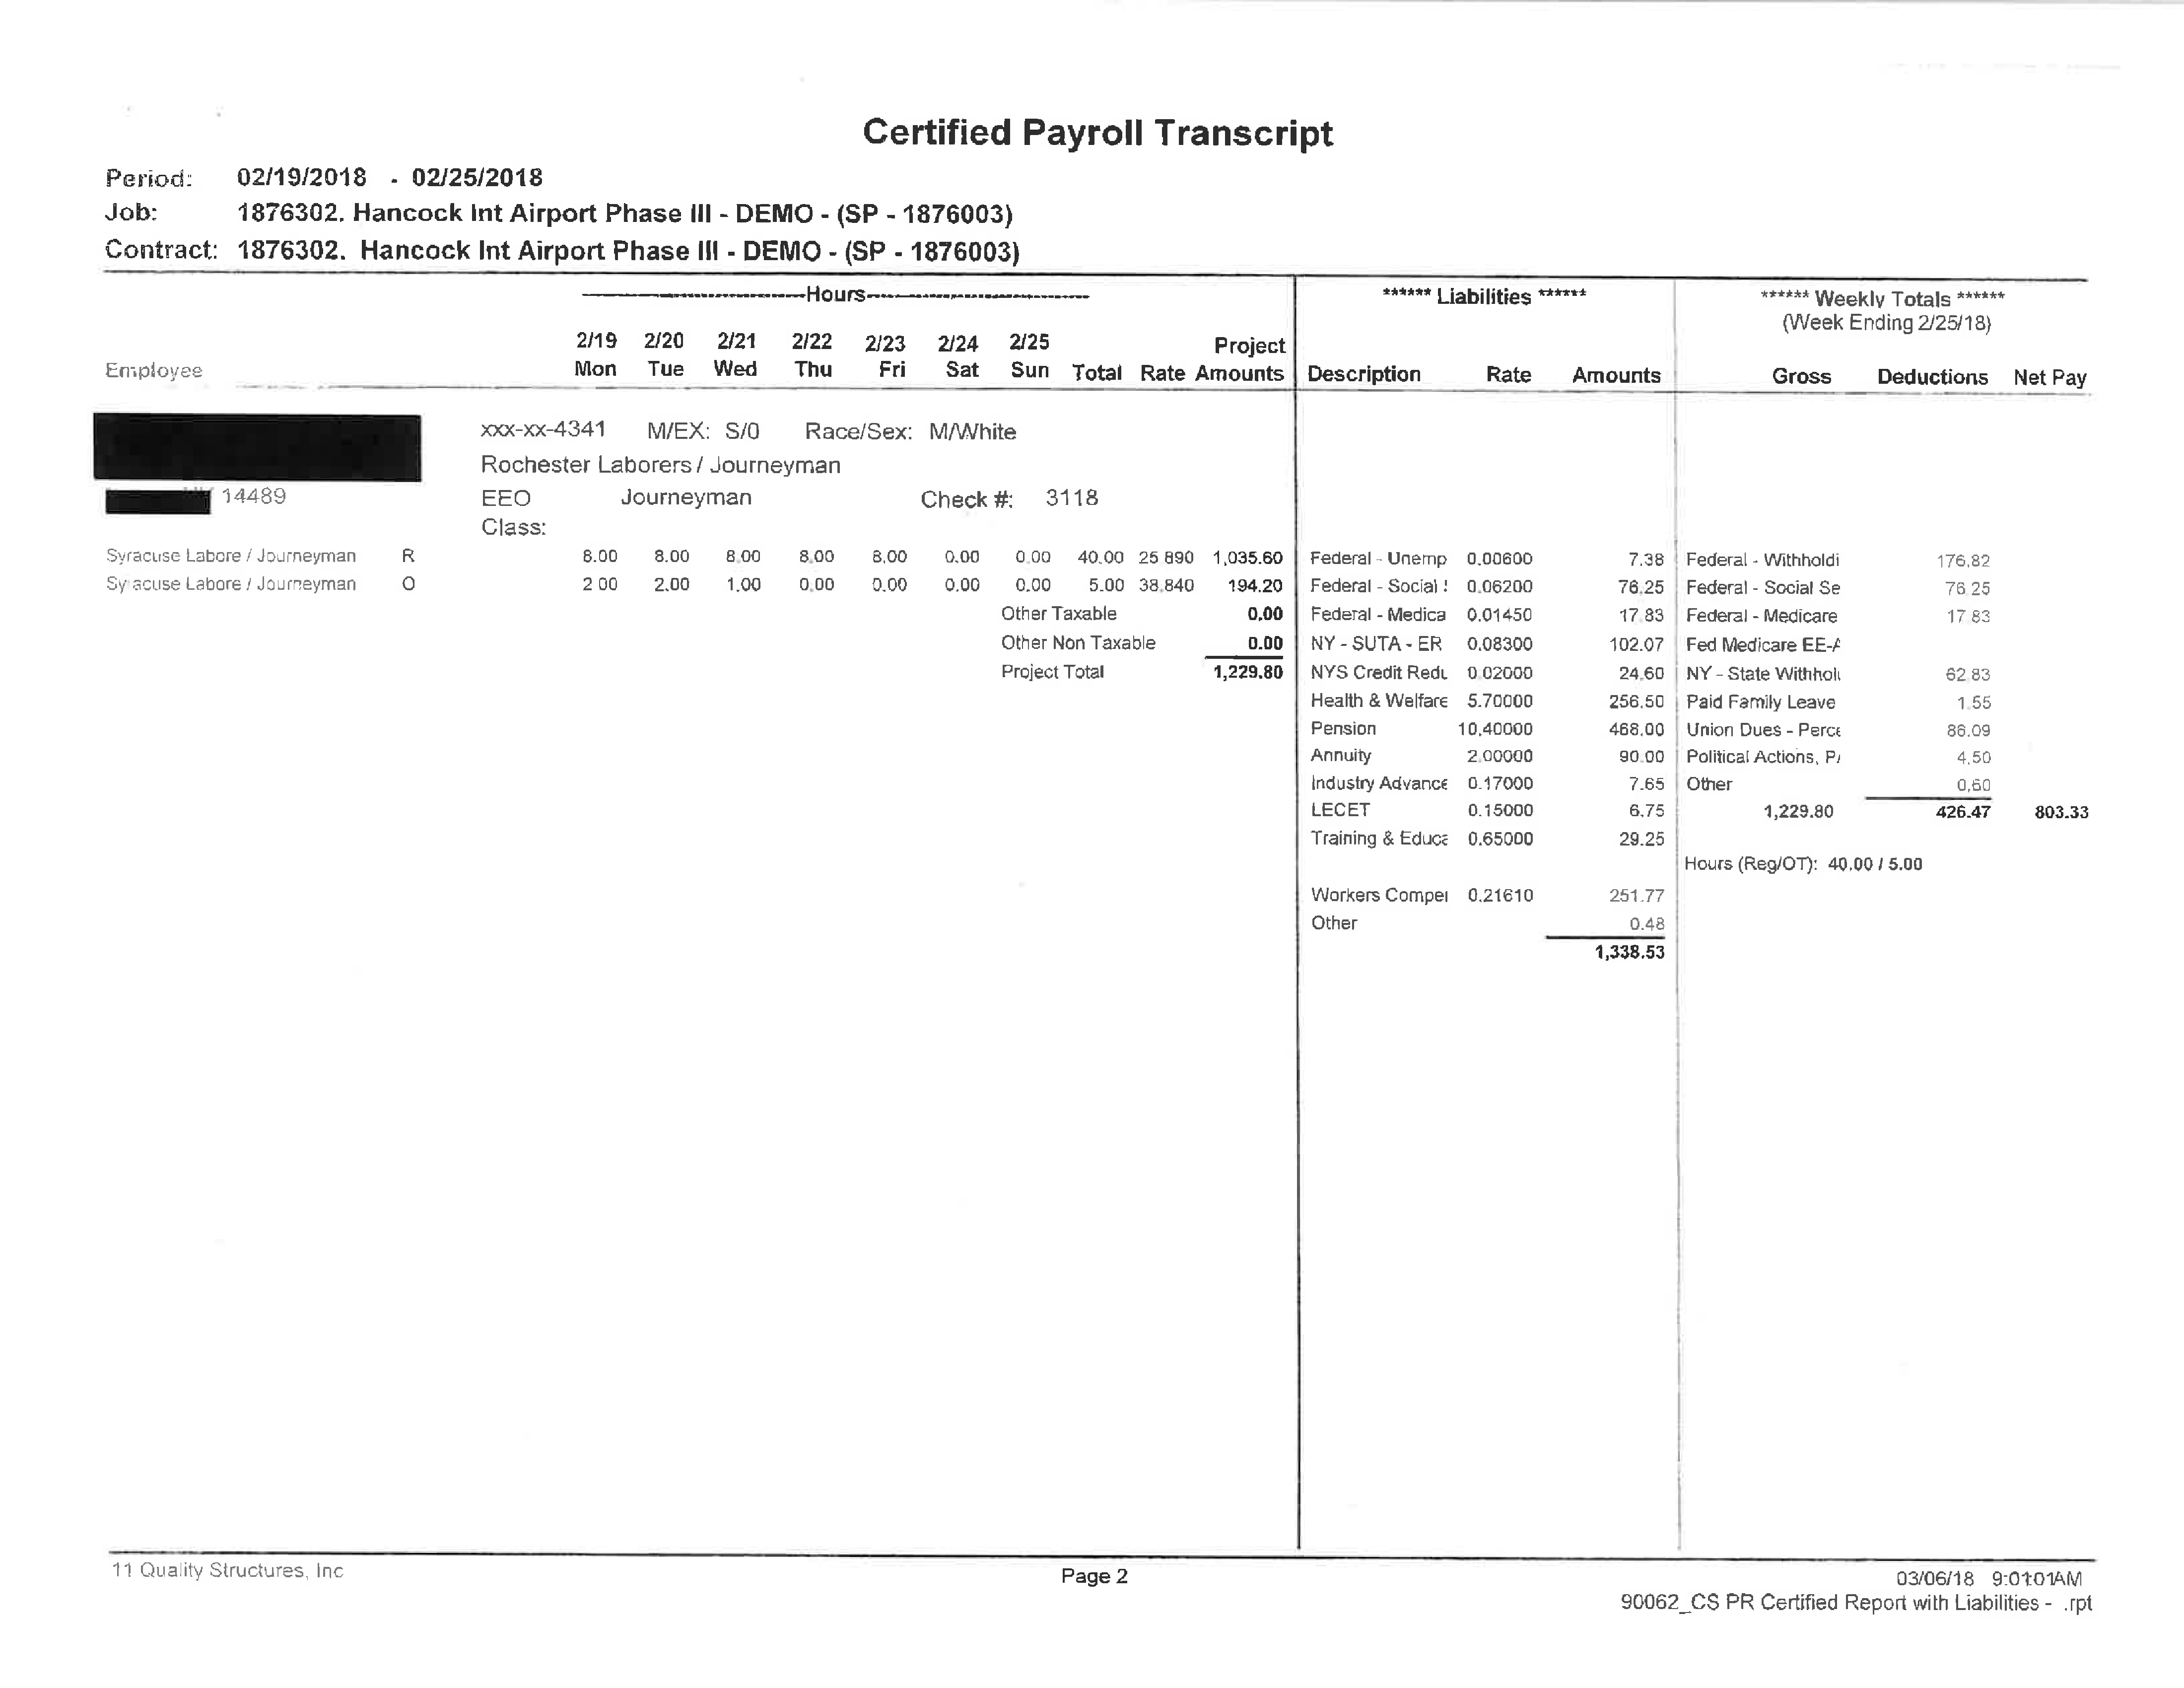 Certified Payroll Transcript
Period: 02/19/2018 - 02/25/2018
Job: 1876302. Hancock Int Airport Phase III - DEMO - (SP - 1876003)
Contract: 1876302. Hancock Int Airport Phase III - DEMO - (SP - 1876003)
Hours ****** Liabilities ****** ****** Weekly Totals ******
(Week Ending 2/25/18)
2/19 2/20 2/21 2/22 2/23 2/24 2/25 Project
Employee Mon Tue Wed Thu Fri Sat Sun Total Rate Amounts Description Rate Amounts Gross Deductions Net Pay
xxx-xx-4341 M/EX: S/0 Race/Sex: M/White
Rochester Laborers / Journeyman
14489 EEO Journeyman Check #: 3118
Class:
Syracuse Labore / Journeyman R 8.00 8.00 8.00 8.00 8.00 0.00 0.00 40.00 25.890 1,035.60 Federal - Unemp 0.00600 7.38 Federal - Withholdi 176.82
Syracuse Labore / Journeyman O 2.00 2.00 1.00 0.00 0.00 0.00 0.00 5.00 38.840 194.20 Federal - Social 0.06200 76.25 Federal - Social Se 76.25
Other Taxable 0.00 Federal - Medica 0.01450 17.83 Federal - Medicare 17.83
Other Non Taxable 0.00 NY - SUTA - ER 0.08300 102.07 Fed Medicare EE-A
Project Total 1,229.80 NYS Credit Redu 0.02000 24.60 NY - State Withhol 62.83
Health & Welfare 5.70000 256.50 Paid Family Leave 1.55
Pension 10.40000 468.00 Union Dues - Perce 86.09
Annuity 2.00000 90.00 Political Actions, P 4.50
Industry Advance 0.17000 7.65 Other 0.60
LECET 0.15000 6.75 1,229.80 426.47 803.33
Training & Educa 0.65000 29.25
Hours (Reg/OT): 40.00 / 5.00
Workers Compe 0.21610 251.77
Other 0.48
1,338.53
11 Quality Structures, Inc Page 2 03/06/18 9:01:01AM
90062_CS PR Certified Report with Liabilities - .rpt